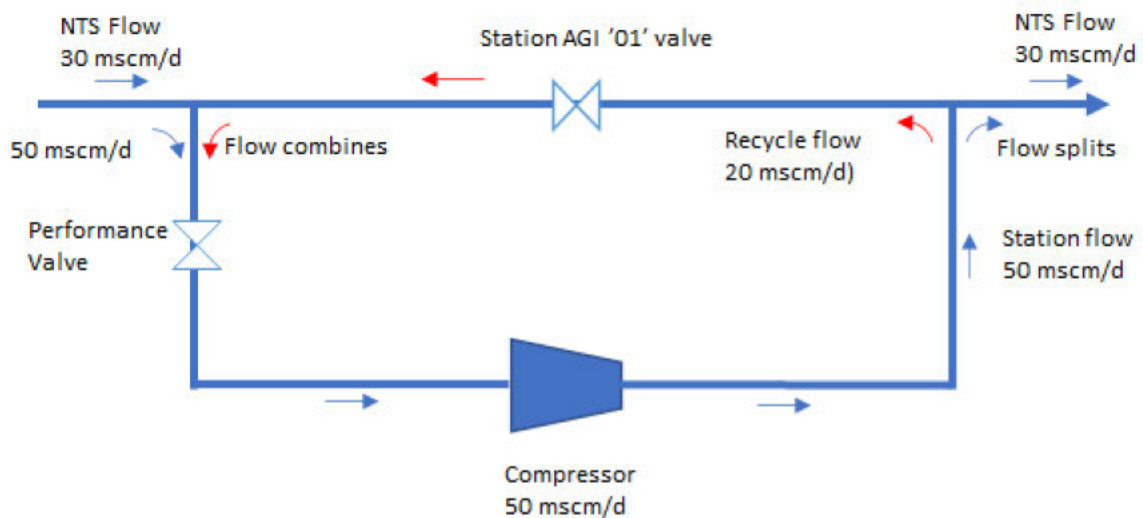 NTS Flow
30 mscm/d
Station AGI '01' valve
NTS Flow
30 mscm/d
50 mscm/d
Flow combines
Recycle flow
20 mscm/d)
Flow splits
Performance
Valve
Station flow
50 mscm/d
Compressor
50 mscm/d